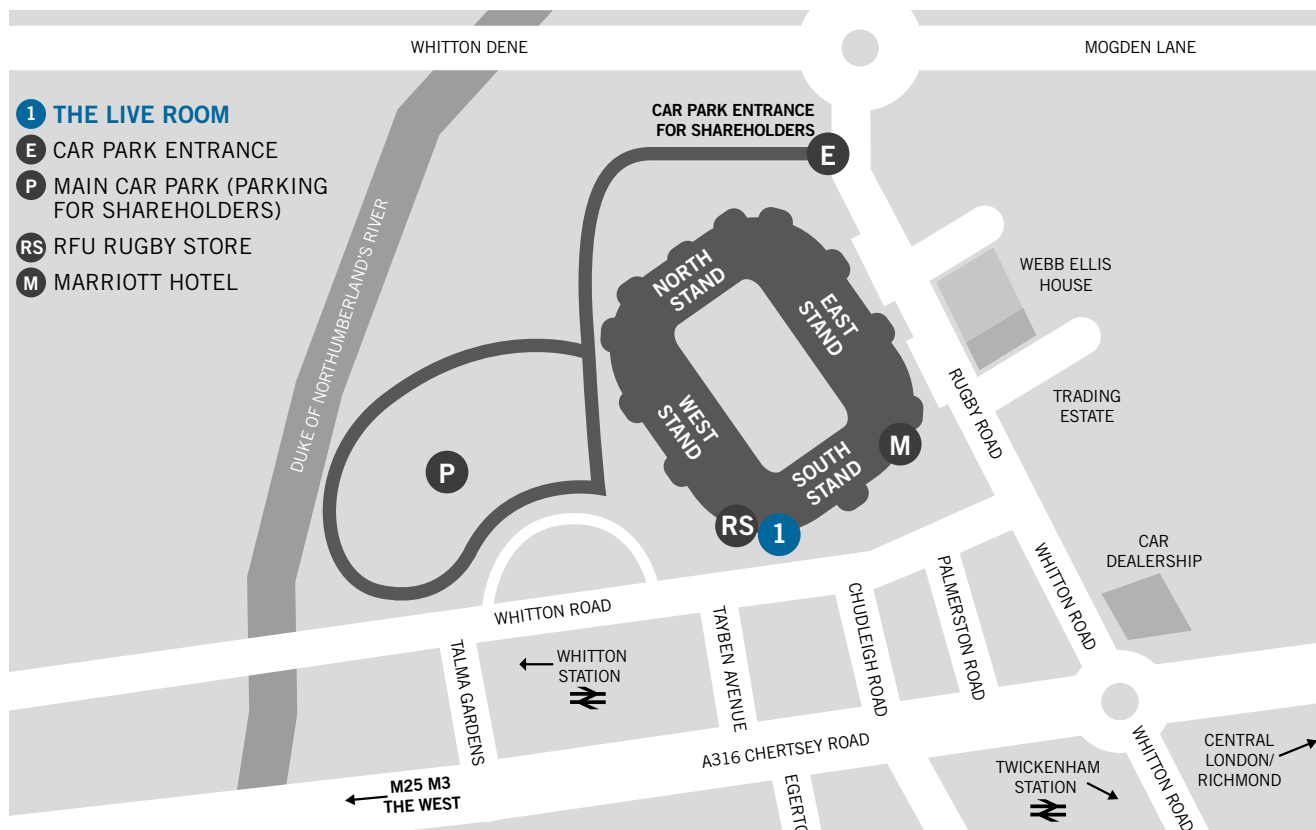 WHITTON DENE
MOGDEN LANE
1 THE LIVE ROOM
E CAR PARK ENTRANCE
P MAIN CAR PARK (PARKING
FOR SHAREHOLDERS)
RS RFU RUGBY STORE
M MARRIOTT HOTEL
CAR PARK ENTRANCE
FOR SHAREHOLDERS
E
DUKE OF NORTHUMBERLAND'S RIVER
NORTH
STAND
EAST
STAND
WEST
STAND
SOUTH
STAND
M
P
RS
1
WEBB ELLIS
HOUSE
RUGBY ROAD
TRADING
ESTATE
CAR
DEALERSHIP
WHITTON ROAD
WHITTON ROAD
PALMERSTON ROAD
CHUDLEIGH ROAD
TAYBEN AVENUE
TALMA GARDENS
WHITTON
STATION
A316 CHERTSEY ROAD
M25 M3
THE WEST
EGERTO
TWICKENHAM
STATION
WHITTON ROAD
CENTRAL
LONDON/
RICHMOND